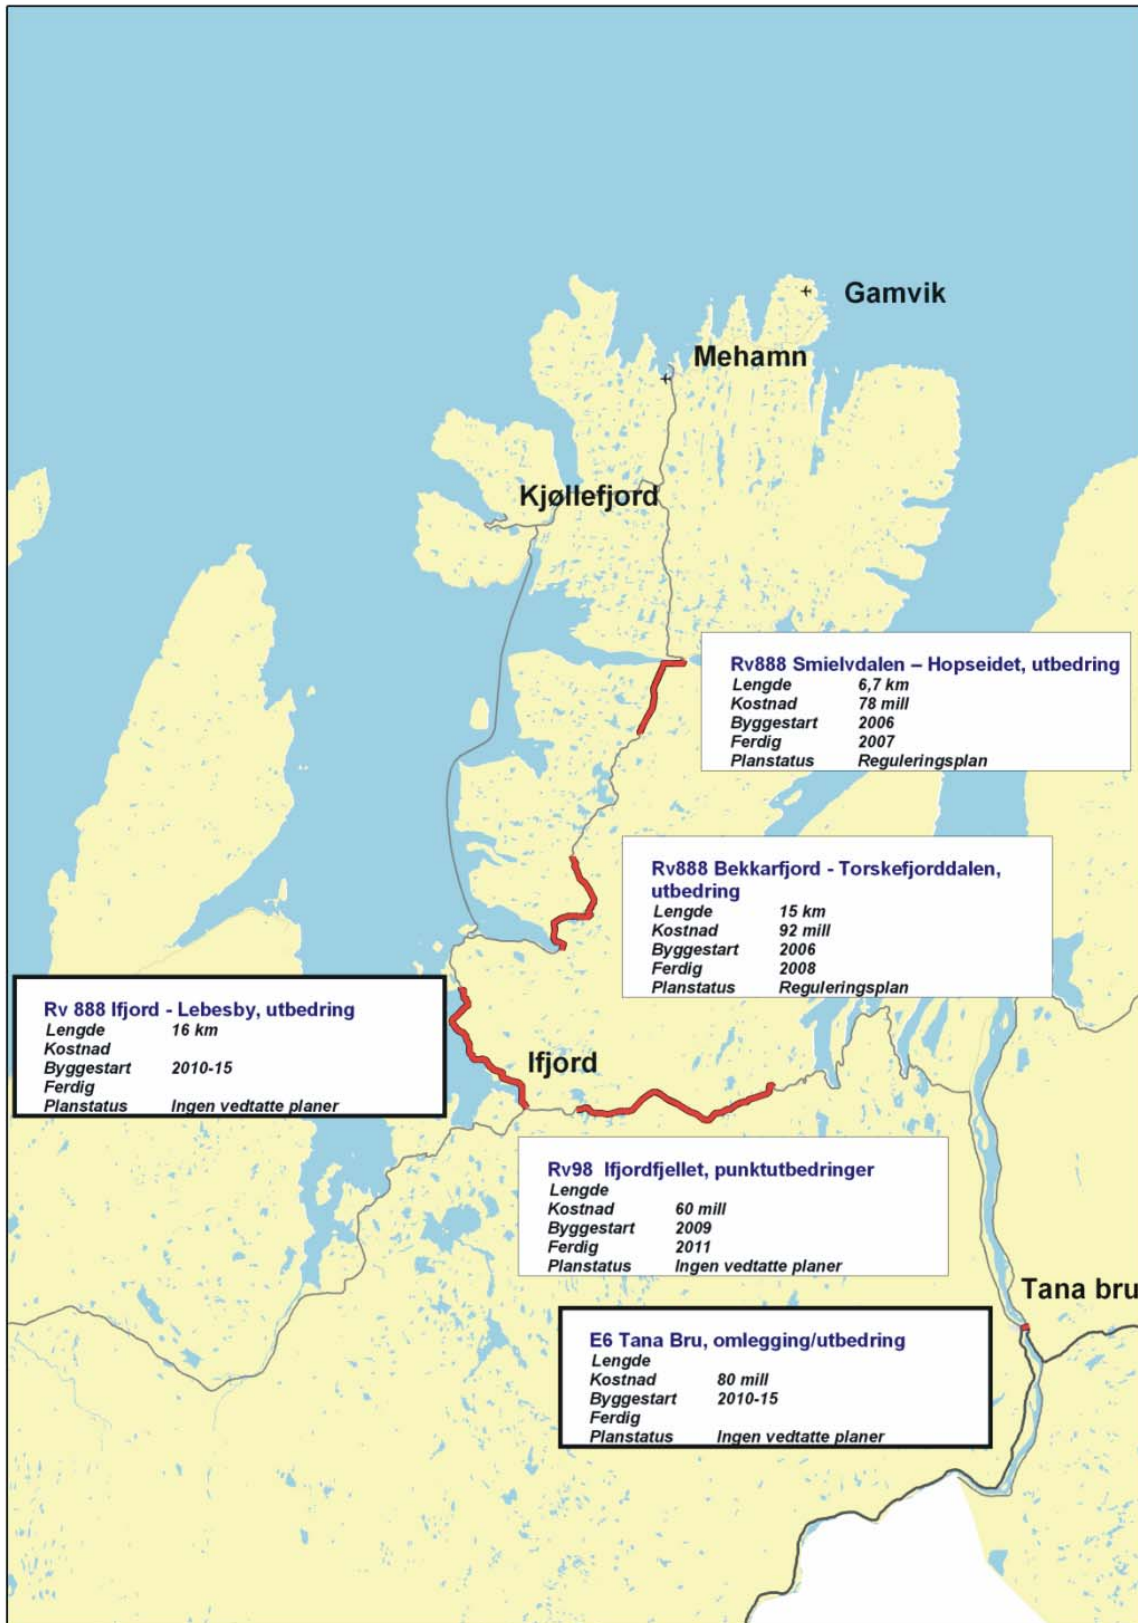 Gamvik
Mehamn
Kjøllefjord
Rv888 Smielvdalen – Hopseidet, utbedring
Lengde 6,7 km
Kostnad 78 mill
Byggestart 2006
Ferdig 2007
Planstatus Reguleringsplan
Rv888 Bekkarfjord - Torskefjorddalen,
utbedring
Lengde 15 km
Kostnad 92 mill
Byggestart 2006
Ferdig 2008
Planstatus Reguleringsplan
Rv 888 Ifjord - Lebesby, utbedring
Lengde 16 km
Kostnad
Byggestart 2010-15
Ferdig
Planstatus Ingen vedtatte planer
Ifjord
Rv98 Ifjordfjellet, punktutbedringer
Lengde
Kostnad 60 mill
Byggestart 2009
Ferdig 2011
Planstatus Ingen vedtatte planer
Tana bru
E6 Tana Bru, omlegging/utbedring
Lengde
Kostnad 80 mill
Byggestart 2010-15
Ferdig
Planstatus Ingen vedtatte planer